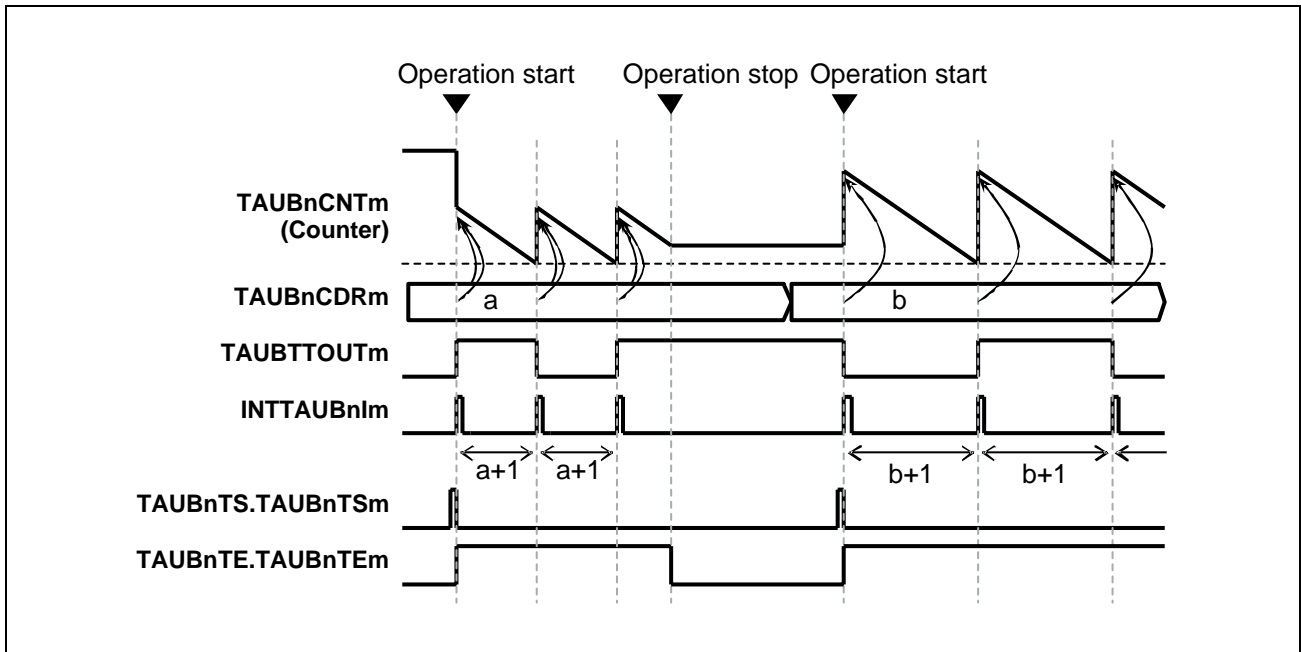 Operation start Operation stop Operation start
TAUBnCNTm
(Counter)
TAUBnCDRm a b
TAUBTTOUTm
INTTAUBnIm
a+1 a+1 b+1 b+1
TAUBnTS.TAUBnTSm
TAUBnTE.TAUBnTEm